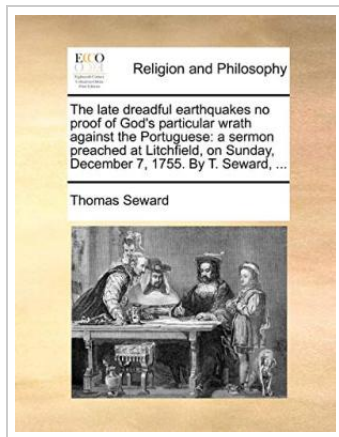 ECCO
Religion and Philosophy
The late dreadful earthquakes no
proof of God's particular wrath
against the Portuguese: a sermon
preached at Litchfield, on Sunday,
December 7, 1755. By T. Seward, ...
Thomas Seward